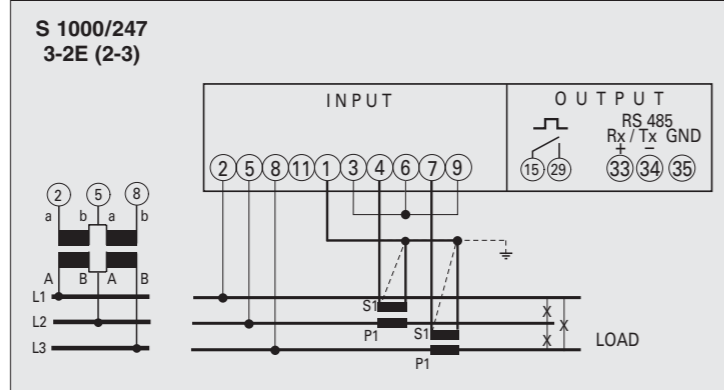 S 1000/247
3-2E (2-3)
INPUT
OUTPUT
RS 485
Rx / Tx GND
+ −
2 5 8 11 1 3 4 6 7 9
15 29 33 34 35
2 5 8
a b a b
A B A B
L1
L2
L3
S1
P1
S1
P1
X
X
X
LOAD